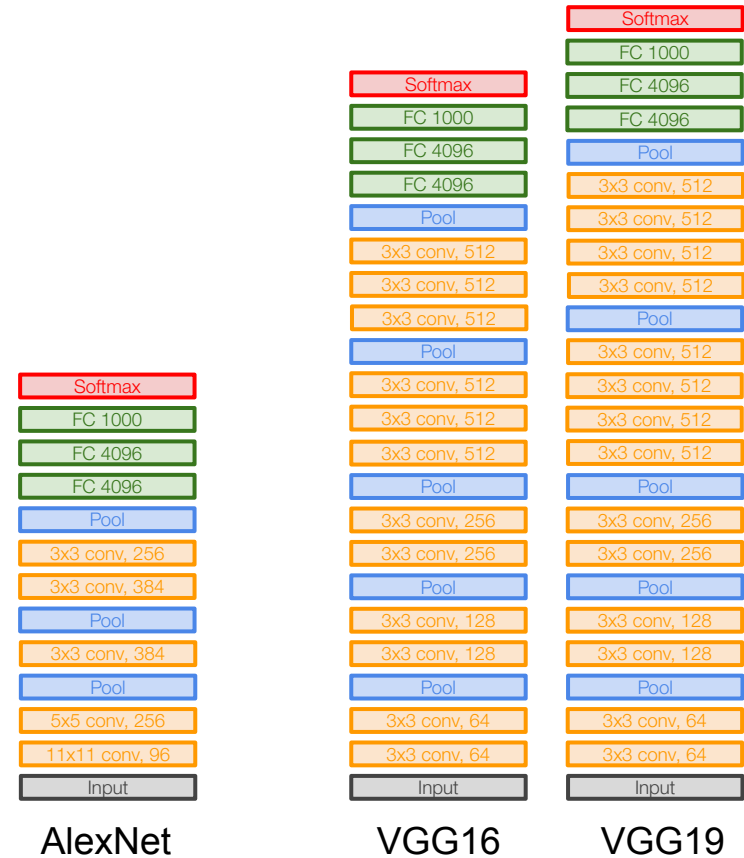 Softmax
FC 1000
FC 4096
FC 4096
Pool
3x3 conv, 256
3x3 conv, 384
Pool
3x3 conv, 384
Pool
5x5 conv, 256
11x11 conv, 96
Input
AlexNet
Softmax
FC 1000
FC 4096
FC 4096
Pool
3x3 conv, 512
3x3 conv, 512
3x3 conv, 512
Pool
3x3 conv, 512
3x3 conv, 512
3x3 conv, 512
Pool
3x3 conv, 256
3x3 conv, 256
Pool
3x3 conv, 128
3x3 conv, 128
Pool
3x3 conv, 64
3x3 conv, 64
Input
VGG16
Softmax
FC 1000
FC 4096
FC 4096
Pool
3x3 conv, 512
3x3 conv, 512
3x3 conv, 512
3x3 conv, 512
Pool
3x3 conv, 512
3x3 conv, 512
3x3 conv, 512
3x3 conv, 512
Pool
3x3 conv, 256
3x3 conv, 256
Pool
3x3 conv, 128
3x3 conv, 128
Pool
3x3 conv, 64
3x3 conv, 64
Input
VGG19